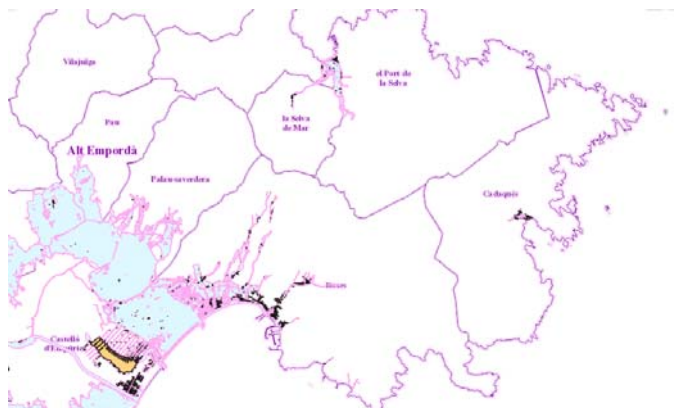 Vilajuïga
el Port de
la Selva
Pau
la Selva
de Mar
Alt Empordà
Palau-saverdera
Cadaqués
Roses
Castelló
d'Empúries